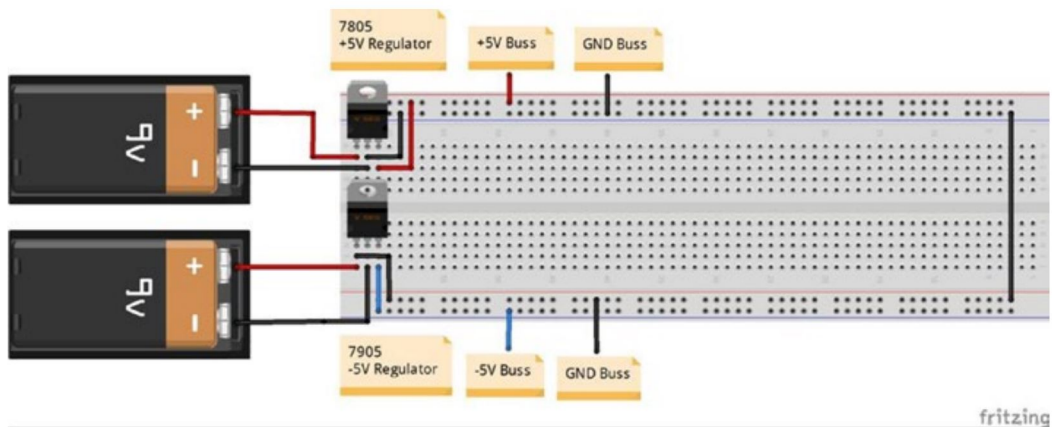 7805
+5V Regulator
+5V Buss
GND Buss
+
9V
-
+
9V
-
7905
-5V Regulator
-5V Buss
GND Buss
fritzing